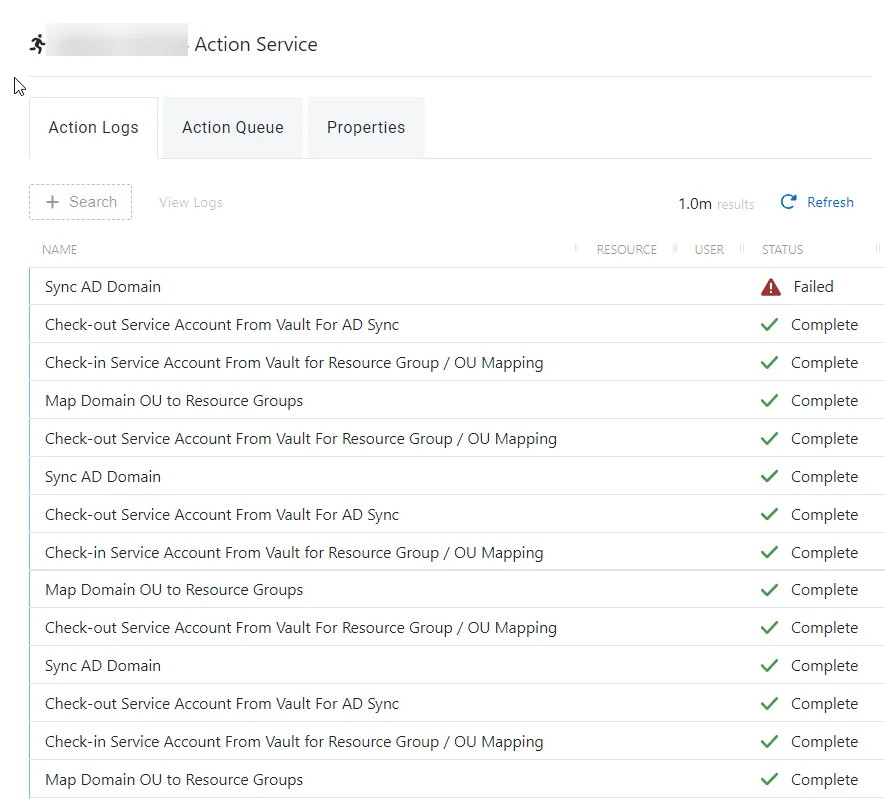 Action Service
Action Logs Action Queue Properties
+ Search View Logs 1.0m results Refresh
NAME RESOURCE USER STATUS
Sync AD Domain Failed
Check-out Service Account From Vault For AD Sync Complete
Check-in Service Account From Vault for Resource Group / OU Mapping Complete
Map Domain OU to Resource Groups Complete
Check-out Service Account From Vault For Resource Group / OU Mapping Complete
Sync AD Domain Complete
Check-out Service Account From Vault For AD Sync Complete
Check-in Service Account From Vault for Resource Group / OU Mapping Complete
Map Domain OU to Resource Groups Complete
Check-out Service Account From Vault For Resource Group / OU Mapping Complete
Sync AD Domain Complete
Check-out Service Account From Vault For AD Sync Complete
Check-in Service Account From Vault for Resource Group / OU Mapping Complete
Map Domain OU to Resource Groups Complete